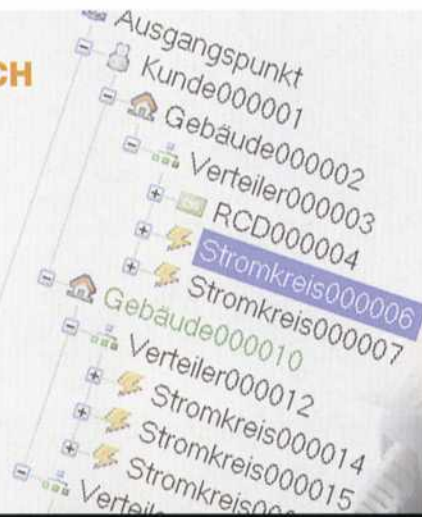 CH
Ausgangspunkt
Kunde000001
Gebäude000002
Verteiler000003
RCD000004
Stromkreis000006
Stromkreis000007
Gebäude000010
Verteiler000012
Stromkreis000014
Stromkreis000015